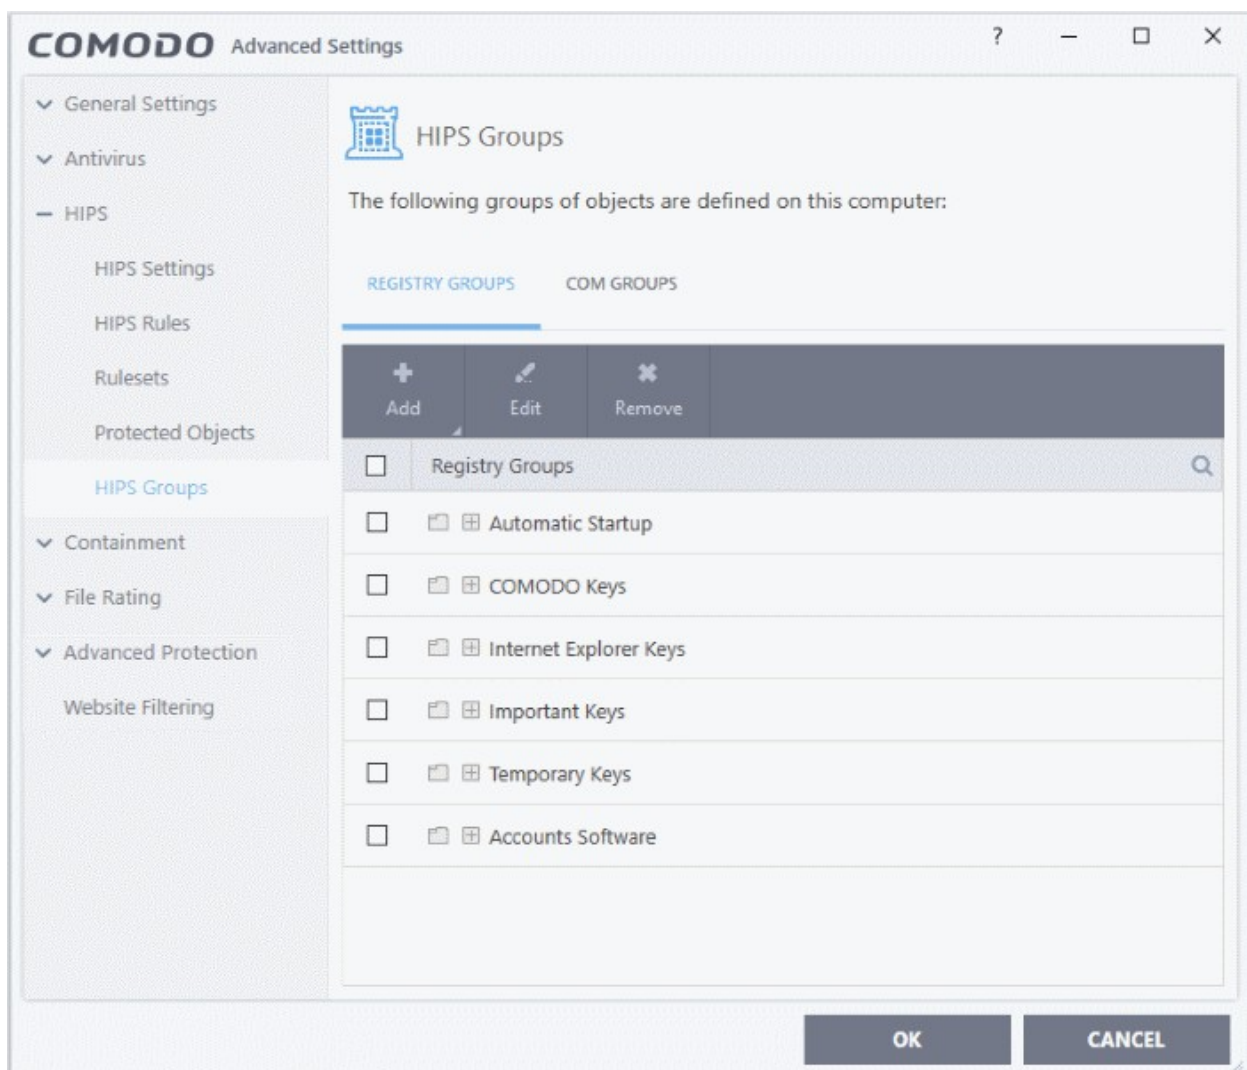 COMODO Advanced Settings ?
General Settings
Antivirus
HIPS
HIPS Settings
HIPS Rules
Rulesets
Protected Objects
HIPS Groups
Containment
File Rating
Advanced Protection
Website Filtering
HIPS Groups
The following groups of objects are defined on this computer:
REGISTRY GROUPS COM GROUPS
Add Edit Remove
Registry Groups
Automatic Startup
COMODO Keys
Internet Explorer Keys
Important Keys
Temporary Keys
Accounts Software
OK CANCEL